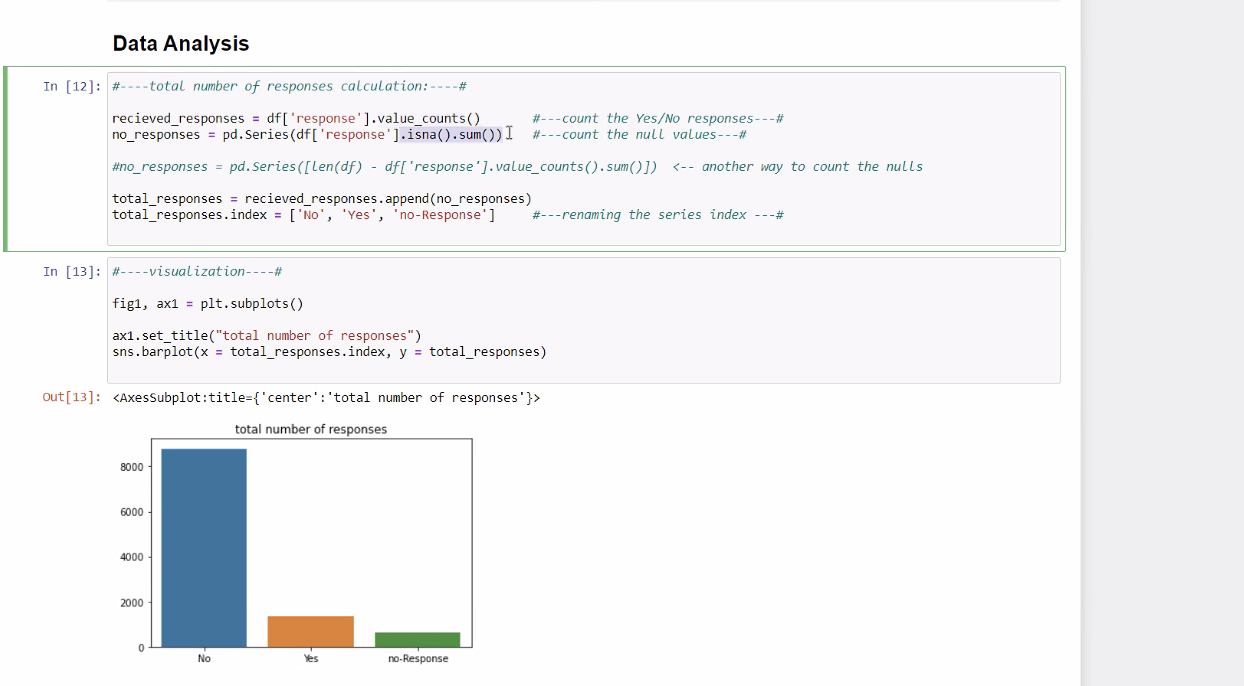 Data Analysis
In [12]: #----total number of responses calculation:----#
recieved_responses = df['response'].value_counts() #---count the Yes/No responses---#
no_responses = pd.Series(df['response'].isna().sum()) #---count the null values---#
#no_responses = pd.Series([len(df) - df['response'].value_counts().sum()]) <-- another way to count the nulls
total_responses = recieved_responses.append(no_responses)
total_responses.index = ['No', 'Yes', 'no-Response'] #---renaming the series index ---#
In [13]: #----visualization----#
fig1, ax1 = plt.subplots()
ax1.set_title("total number of responses")
sns.barplot(x = total_responses.index, y = total_responses)
Out[13]: <AxesSubplot:title={'center':'total number of responses'}>
total number of responses
8000
6000
4000
2000
0
No Yes no-Response